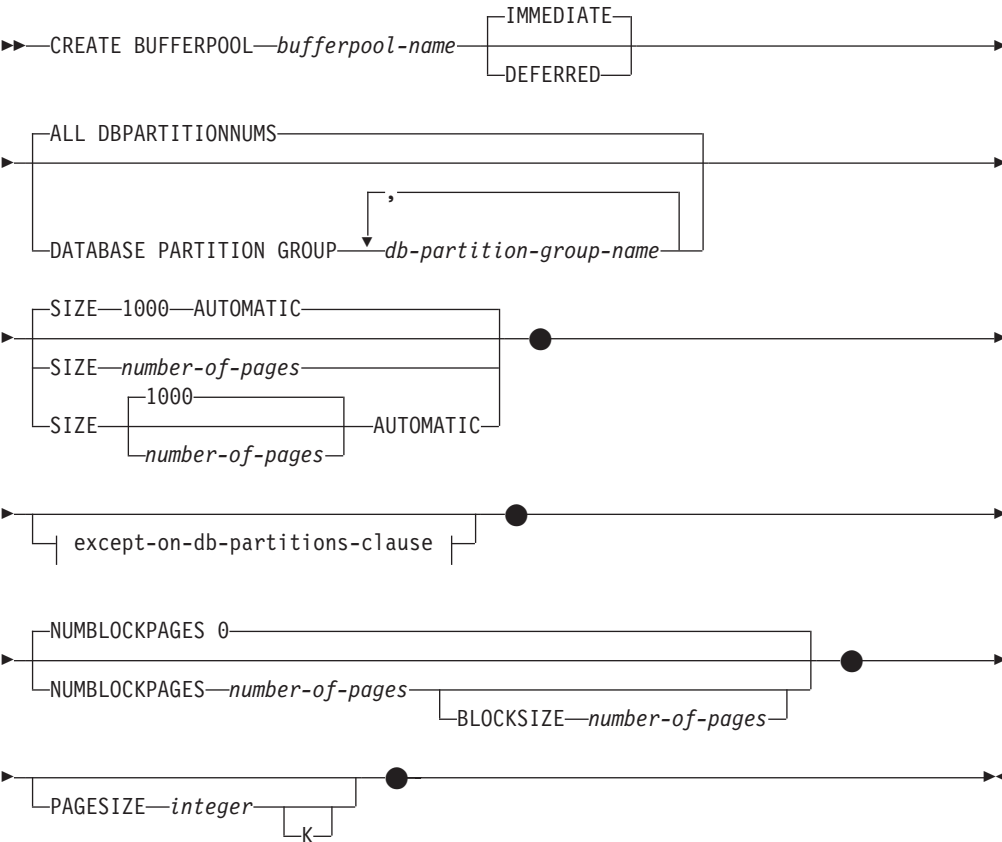 IMMEDIATE
CREATE BUFFERPOOL bufferpool-name
DEFERRED
ALL DBPARTITIONNUMS
,
DATABASE PARTITION GROUP db-partition-group-name
SIZE 1000 AUTOMATIC
SIZE number-of-pages
1000
SIZE AUTOMATIC
number-of-pages
except-on-db-partitions-clause
NUMBLOCKPAGES 0
NUMBLOCKPAGES number-of-pages
BLOCKSIZE number-of-pages
PAGESIZE integer
K